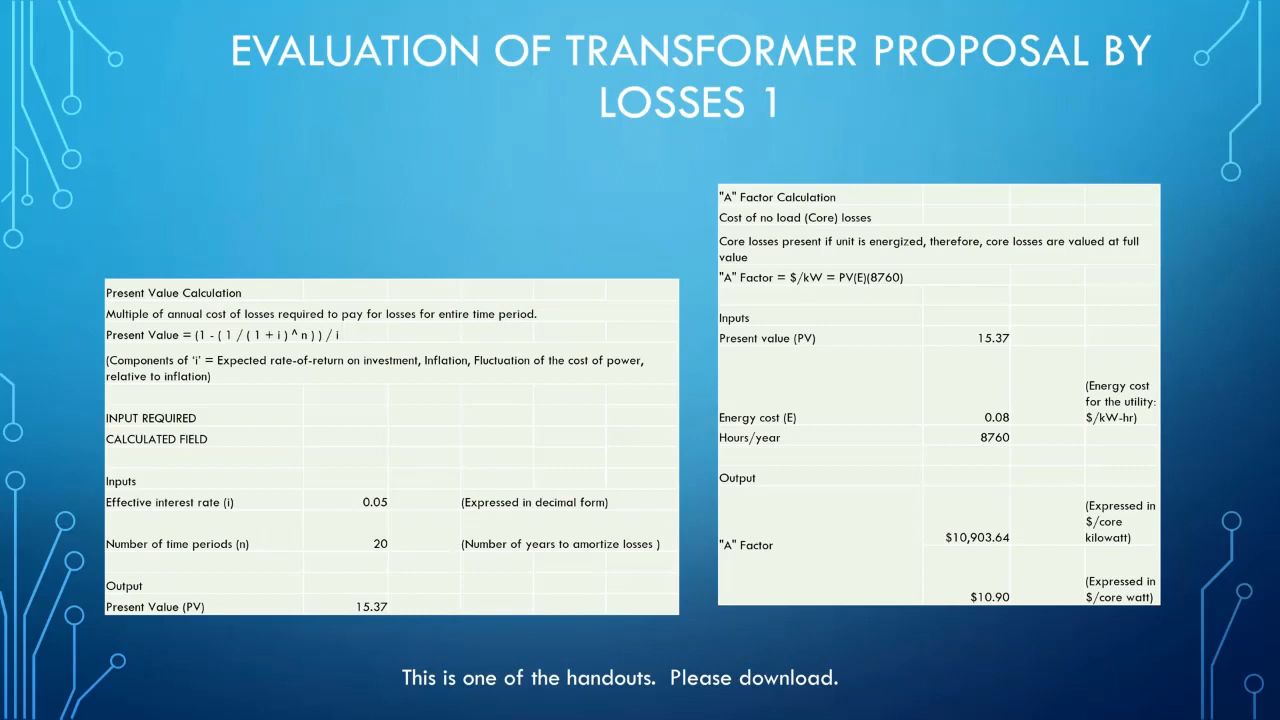 EVALUATION OF TRANSFORMER PROPOSAL BY
LOSSES 1
Present Value Calculation
Multiple of annual cost of losses required to pay for losses for entire time period.
Present Value = (1 - ( 1 / ( 1 + i ) ^ n ) ) / i
(Components of 'i' = Expected rate-of-return on investment, Inflation, Fluctuation of the cost of power,
relative to inflation)
INPUT REQUIRED
CALCULATED FIELD
Inputs
Effective interest rate (i) 0.05 (Expressed in decimal form)
Number of time periods (n) 20 (Number of years to amortize losses )
Output
Present Value (PV) 15.37
"A" Factor Calculation
Cost of no load (Core) losses
Core losses present if unit is energized, therefore, core losses are valued at full
value
"A" Factor = $/kW = PV(E)(8760)
Inputs
Present value (PV) 15.37
(Energy cost
for the utility:
Energy cost (E) 0.08 $/kW-hr)
Hours/year 8760
Output
(Expressed in
$/core
"A" Factor $10,903.64 kilowatt)
(Expressed in
$10.90 $/core watt)
This is one of the handouts. Please download.